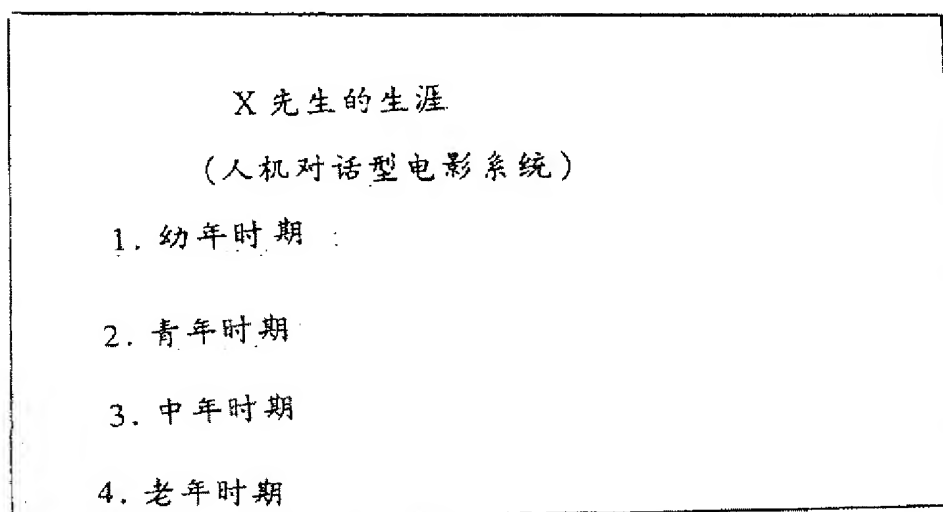 X先生的生涯
(人机对话型电影系统)
1. 幼年时期
2. 青年时期
3. 中年时期
4. 老年时期